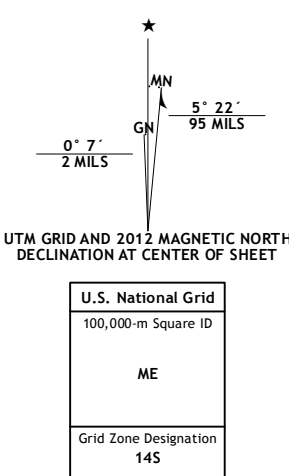 MN
GN
5° 22´
95 MILS
0° 7´
2 MILS
UTM GRID AND 2012 MAGNETIC NORTH
DECLINATION AT CENTER OF SHEET
U.S. National Grid
100,000-m Square ID
ME
Grid Zone Designation
14S